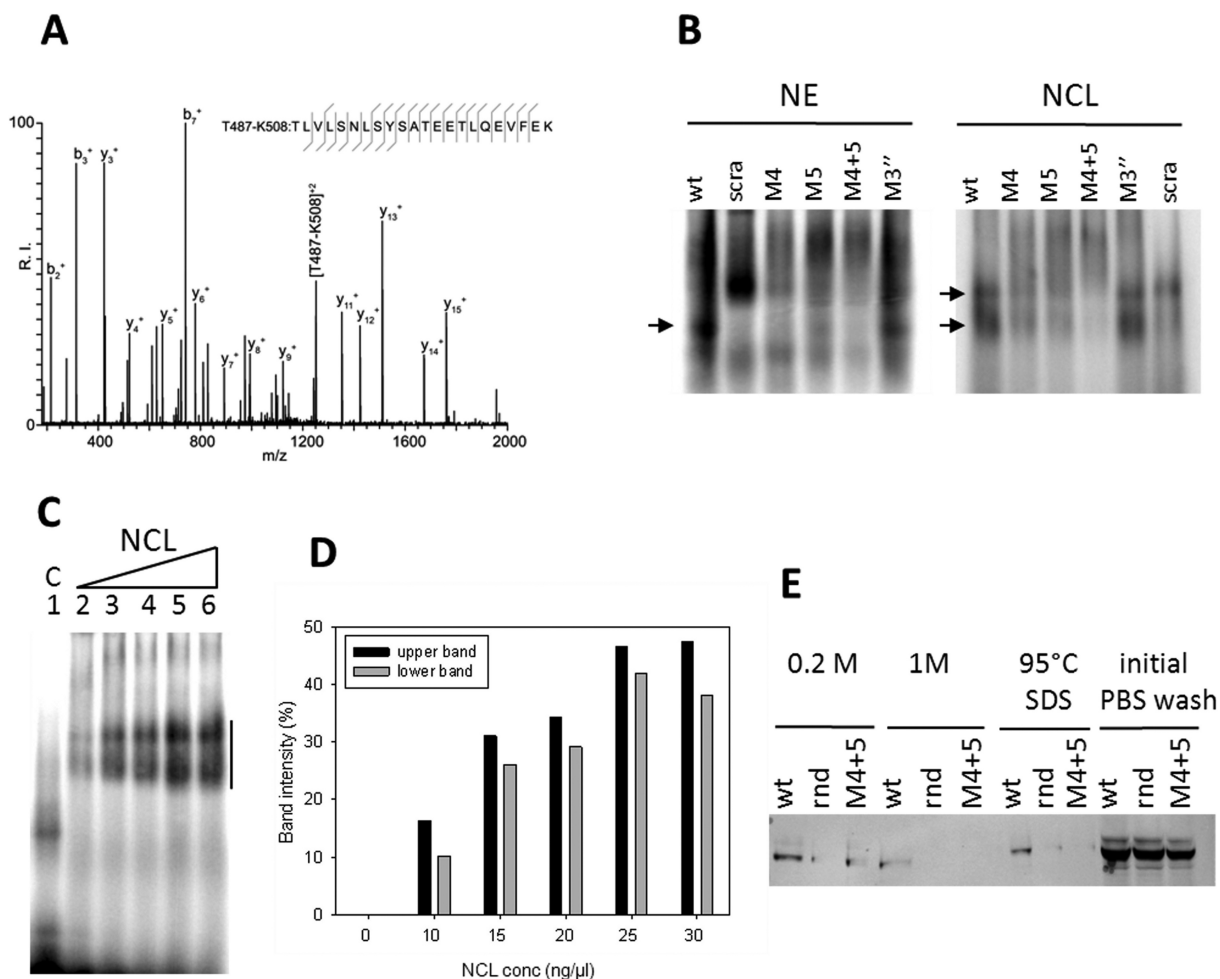 A
100
R. I.
0
400
800
1200
1600
2000
m/z
b2+
b3+
y3+
y4+
y5+
b7+
y6+
y7+
y8+
y9+
[T487-K508]+2
y11+
y12+
y13+
y14+
y15+
T487-K508:TLVLSNLSYSATEETLQEVFEK
B
NE
wt
scra
M4
M5
M4+5
M3″
NCL
wt
M4
M5
M4+5
M3″
scra
C
NCL
C
1 2 3 4 5 6
D
upper band
lower band
Band intensity (%)
50
40
30
20
10
0
0 10 15 20 25 30
NCL conc (ng/µl)
E
0.2 M
1M
95°C
SDS
initial
PBS wash
wt
rnd
M4+5
wt
rnd
M4+5
wt
rnd
M4+5
wt
rnd
M4+5